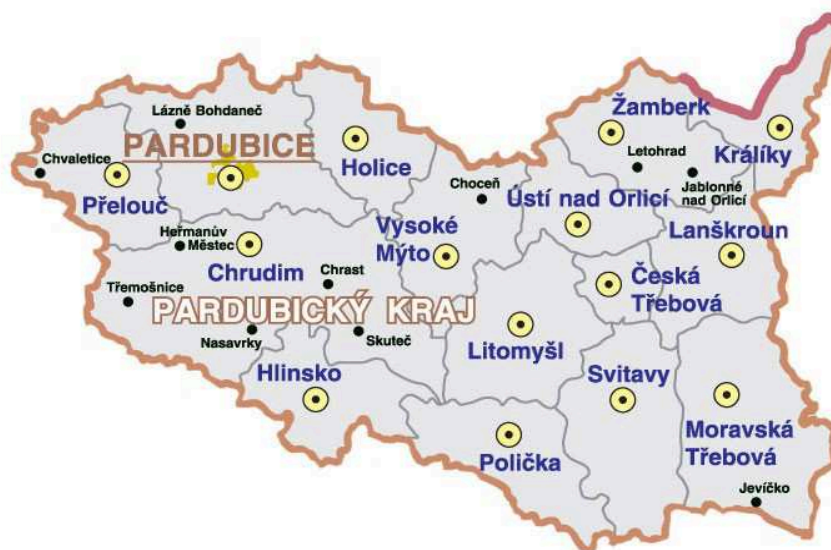 Žamberk
Lázně Bohdaneč
PARDUBICE
Holice
Králíky
Chvaletice
Letohrad
Jablonné
nad Orlicí
Choceň
Přelouč
Ústí nad Orlicí
Vysoké
Mýto
Heřmanův
Městec
Chrudim
Lanškroun
Chrast
Česká
Třebová
Třemošnice
PARDUBICKÝ KRAJ
Nasavrky
Skuteč
Litomyšl
Hlinsko
Svitavy
Moravská
Třebová
Polička
Jevíčko